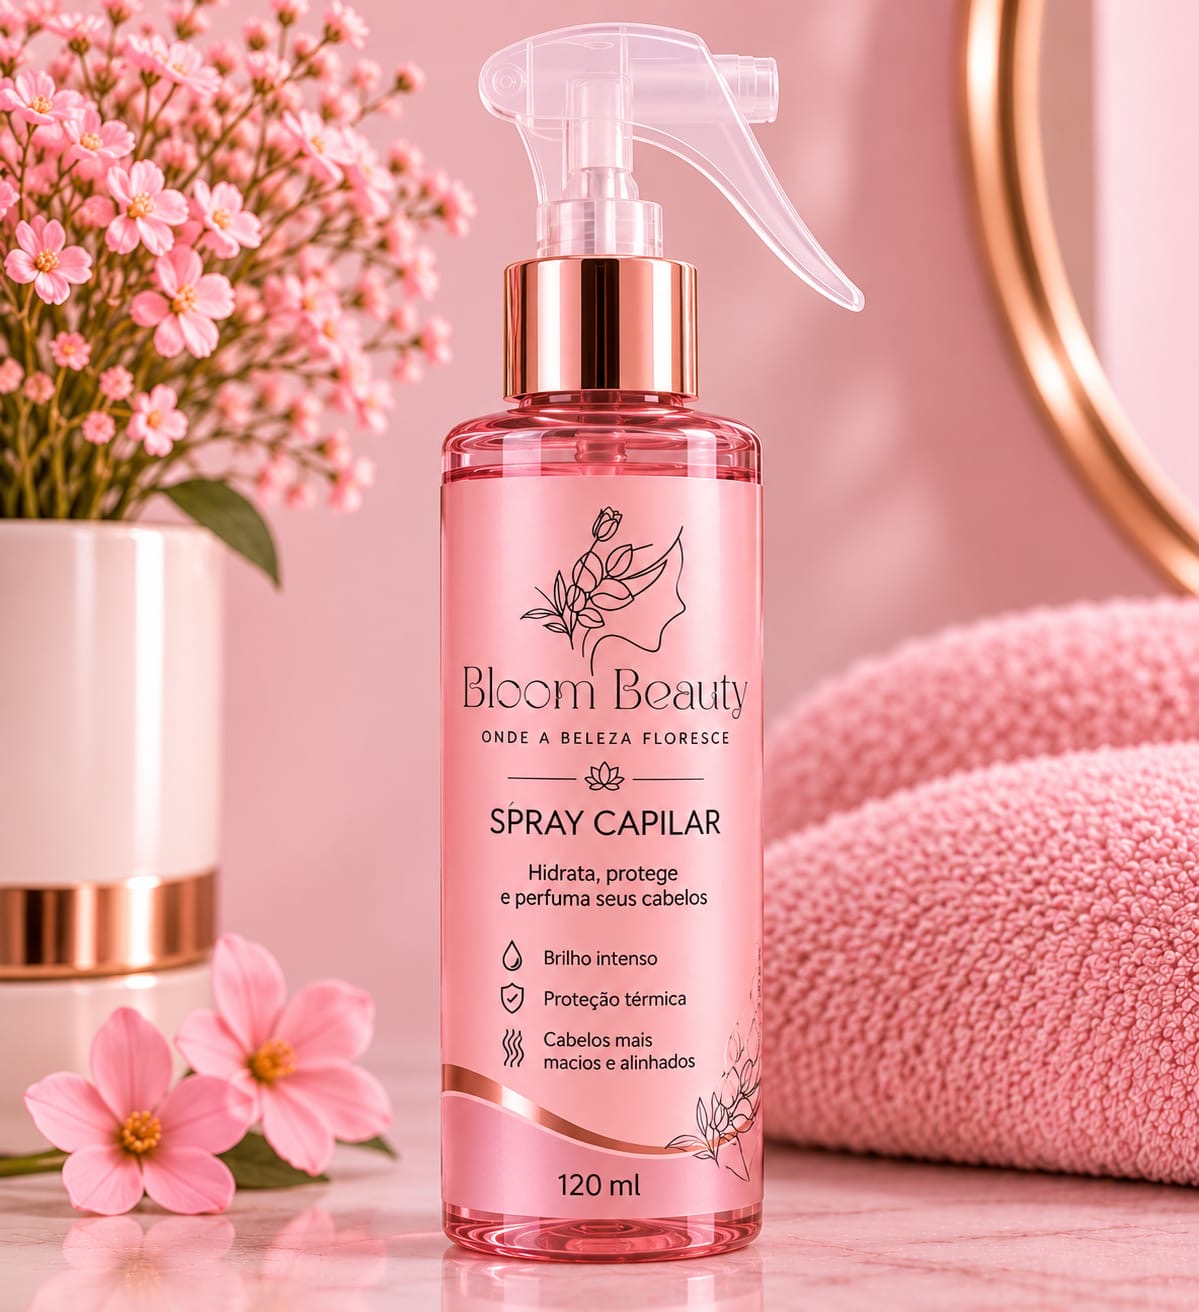 Bloom Beauty
ONDE A BELEZA FLORESCE
SPRAY CAPILAR
Hidrata, protege
e perfuma seus cabelos
Brilho intenso
Proteção térmica
Cabelos mais
macios e alinhados
120 ml